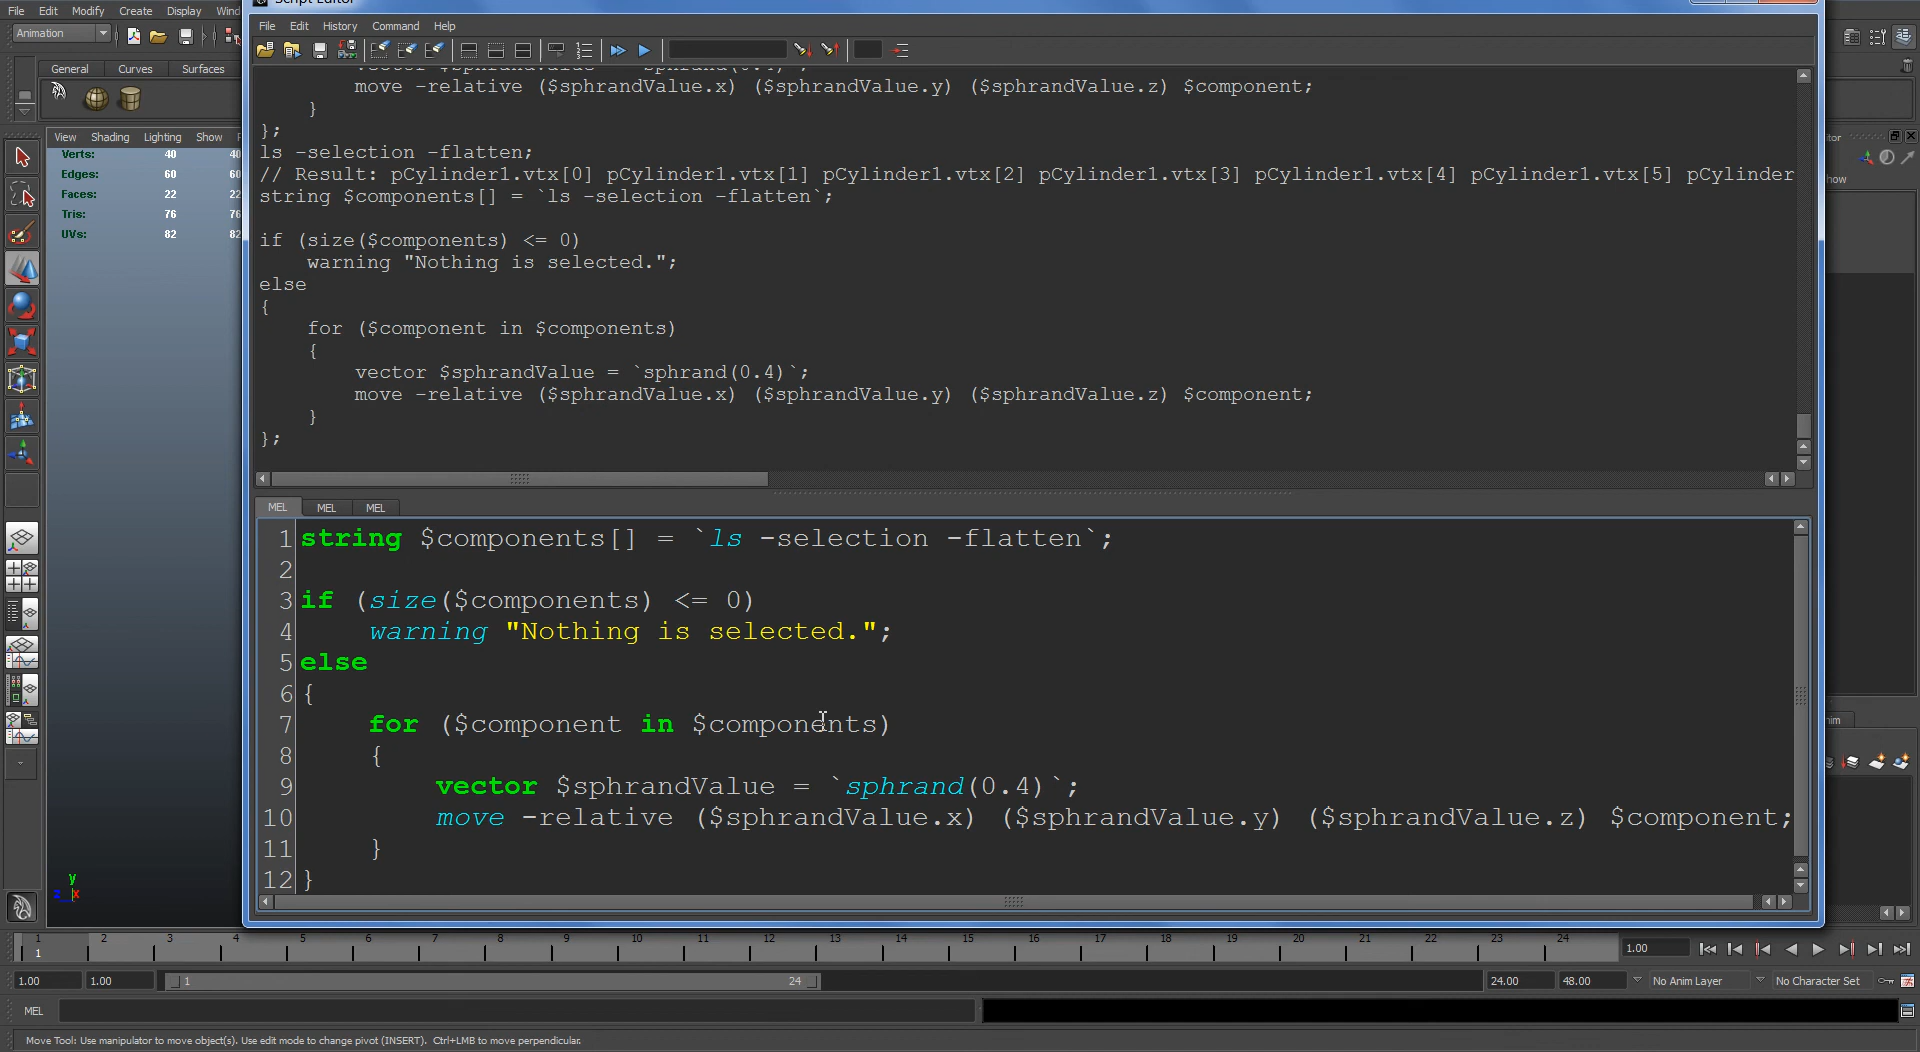 File Edit Modify Create Display Wind
Script Editor
File Edit History Command Help
Animation
General Curves Surfaces
View Shading Lighting Show
Verts: 40 40
Edges: 60 60
Faces: 22 22
Tris: 76 76
UVs: 82 82
move -relative ($sphrandValue.x) ($sphrandValue.y) ($sphrandValue.z) $component;
}
};
ls -selection -flatten;
// Result: pCylinder1.vtx[0] pCylinder1.vtx[1] pCylinder1.vtx[2] pCylinder1.vtx[3] pCylinder1.vtx[4] pCylinder1.vtx[5] pCylinder
string $components[] = `ls -selection -flatten`;
if (size($components) <= 0)
warning "Nothing is selected.";
else
{
for ($component in $components)
{
vector $sphrandValue = `sphrand(0.4)`;
move -relative ($sphrandValue.x) ($sphrandValue.y) ($sphrandValue.z) $component;
}
};
MEL MEL MEL
1 string $components[] = `ls -selection -flatten`;
2
3 if (size($components) <= 0)
4 warning "Nothing is selected.";
5 else
6 {
7 for ($component in $components)
8 {
9 vector $sphrandValue = `sphrand(0.4)`;
10 move -relative ($sphrandValue.x) ($sphrandValue.y) ($sphrandValue.z) $component;
11 }
12 }
y
z x
1 2 3 4 5 6 7 8 9 10 11 12 13 14 15 16 17 18 19 20 21 22 23 24
1
1.00
1.00 1.00 1 24 24.00 48.00 No Anim Layer No Character Set
MEL
Move Tool: Use manipulator to move object(s). Use edit mode to change pivot (INSERT). Ctrl+LMB to move perpendicular.